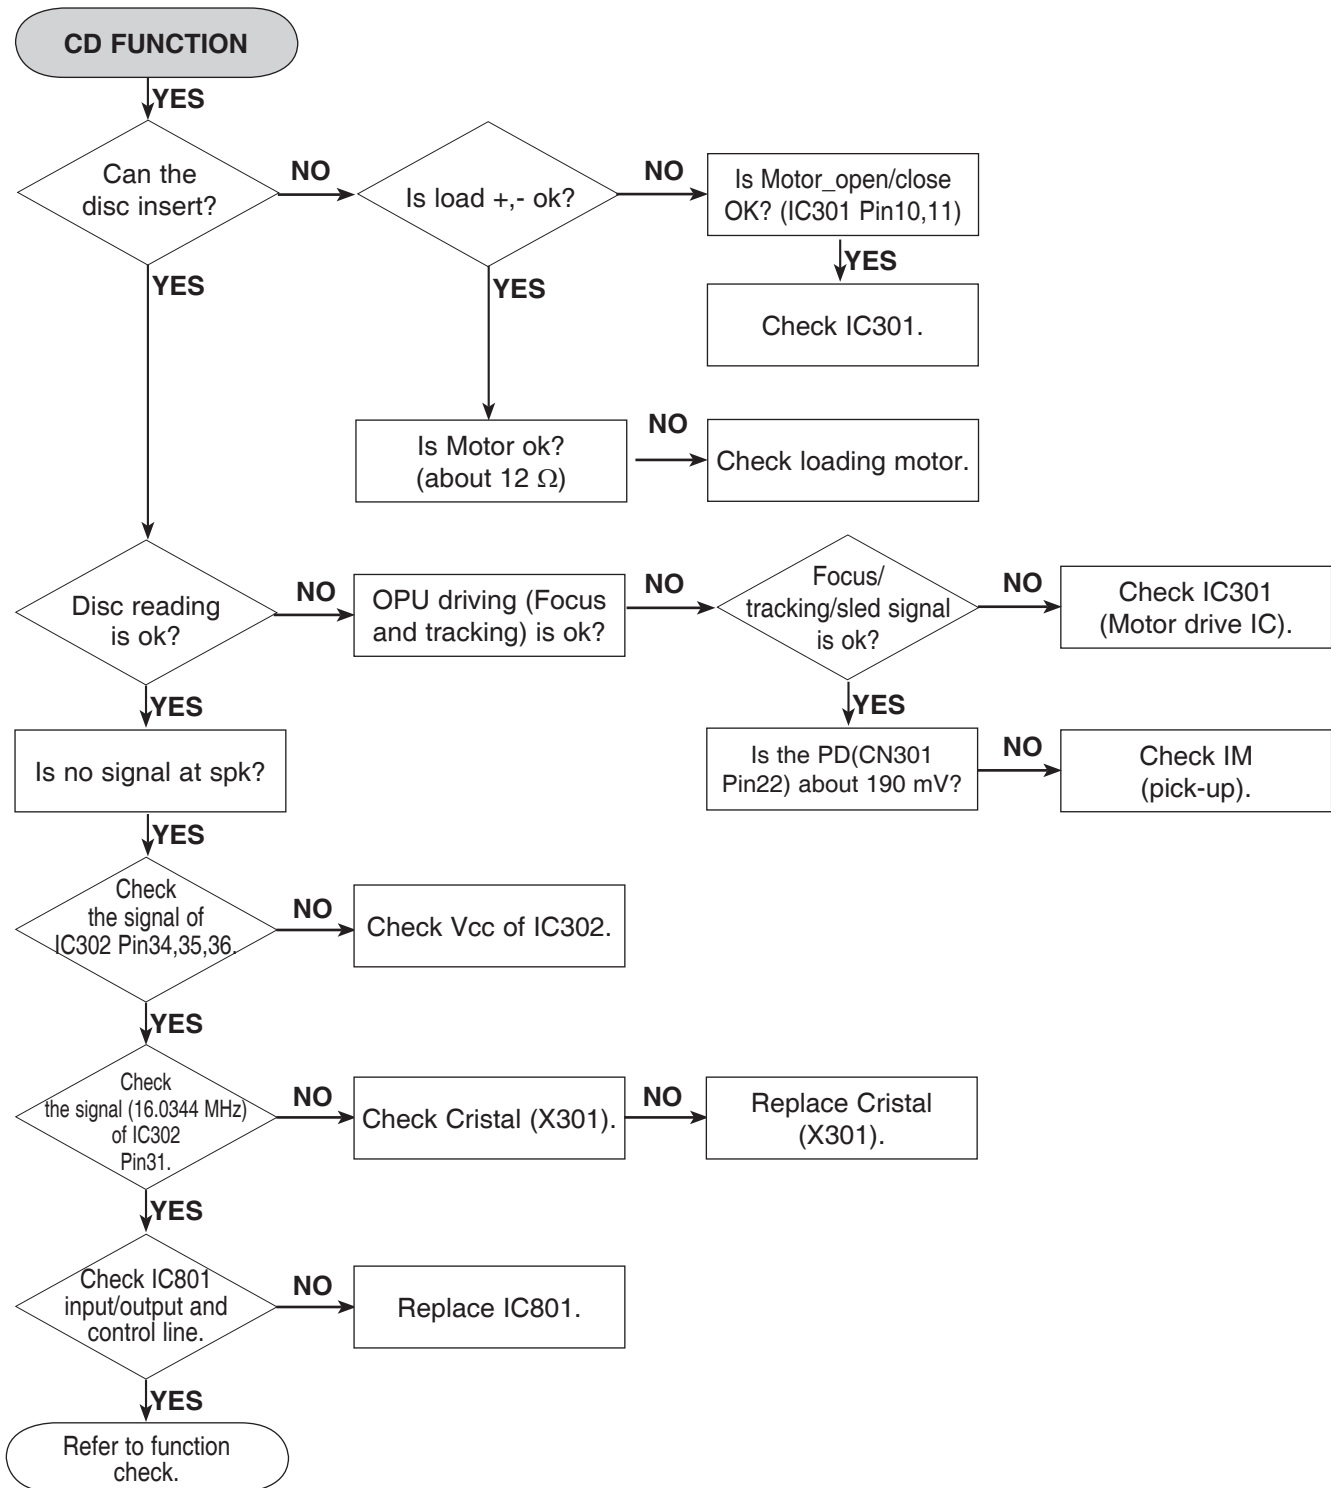 CD FUNCTION
YES
Can the
disc insert?
NO
Is load +,- ok?
NO
Is Motor_open/close
OK? (IC301 Pin10,11)
YES
Check IC301.
YES
Is Motor ok?
(about 12 Ω)
NO
Check loading motor.
YES
Disc reading
is ok?
NO
OPU driving (Focus
and tracking) is ok?
NO
Focus/
tracking/sled signal
is ok?
NO
Check IC301
(Motor drive IC).
YES
Is the PD(CN301
Pin22) about 190 mV?
NO
Check IM
(pick-up).
YES
Is no signal at spk?
YES
Check
the signal of
IC302 Pin34,35,36.
NO
Check Vcc of IC302.
YES
Check
the signal (16.0344 MHz)
of IC302
Pin31.
NO
Check Cristal (X301).
NO
Replace Cristal
(X301).
YES
Check IC801
input/output and
control line.
NO
Replace IC801.
YES
Refer to function
check.